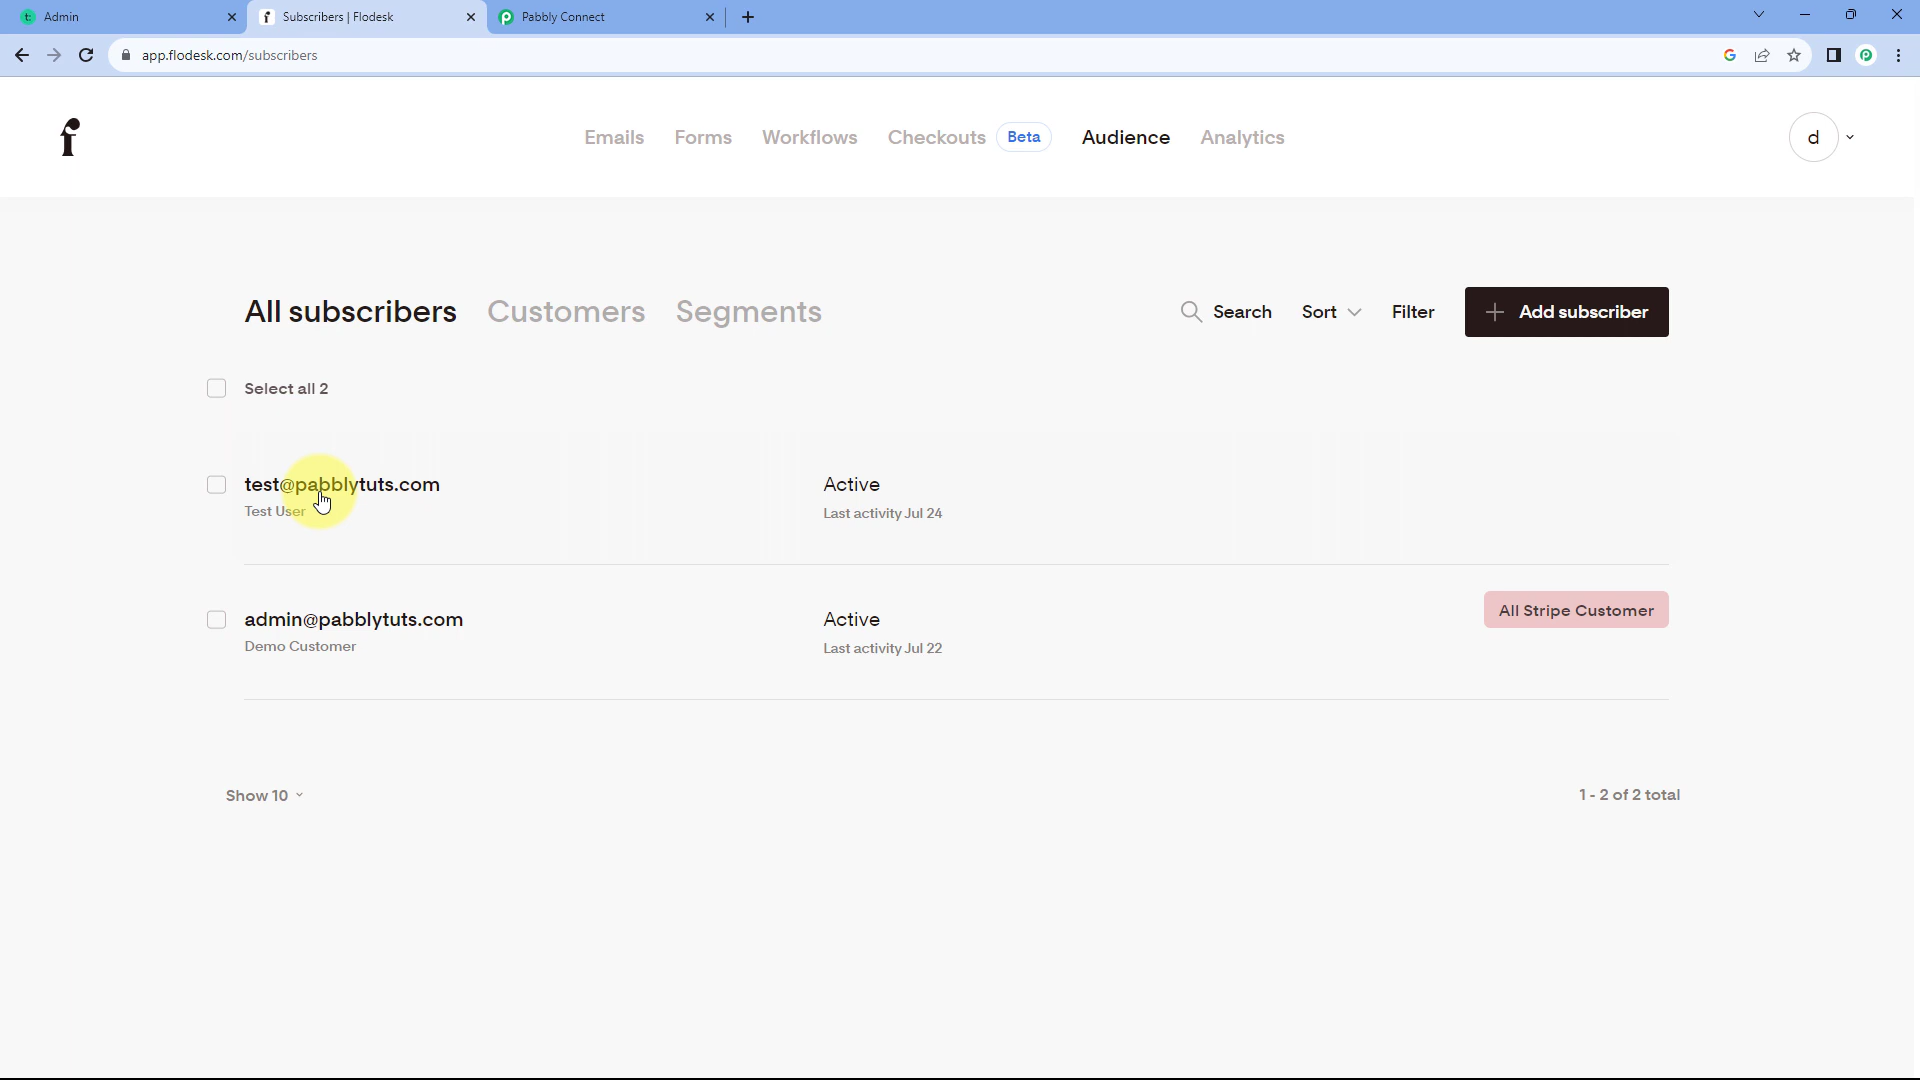 Admin
Subscribers | Flodesk
Pabbly Connect
app.flodesk.com/subscribers
Emails
Forms
Workflows
Checkouts
Beta
Audience
Analytics
d
All subscribers
Customers
Segments
Search
Sort
Filter
Add subscriber
Select all 2
test@pabblytuts.com
Test User
Active
Last activity Jul 24
admin@pabblytuts.com
Demo Customer
Active
Last activity Jul 22
All Stripe Customer
Show 10
1 - 2 of 2 total